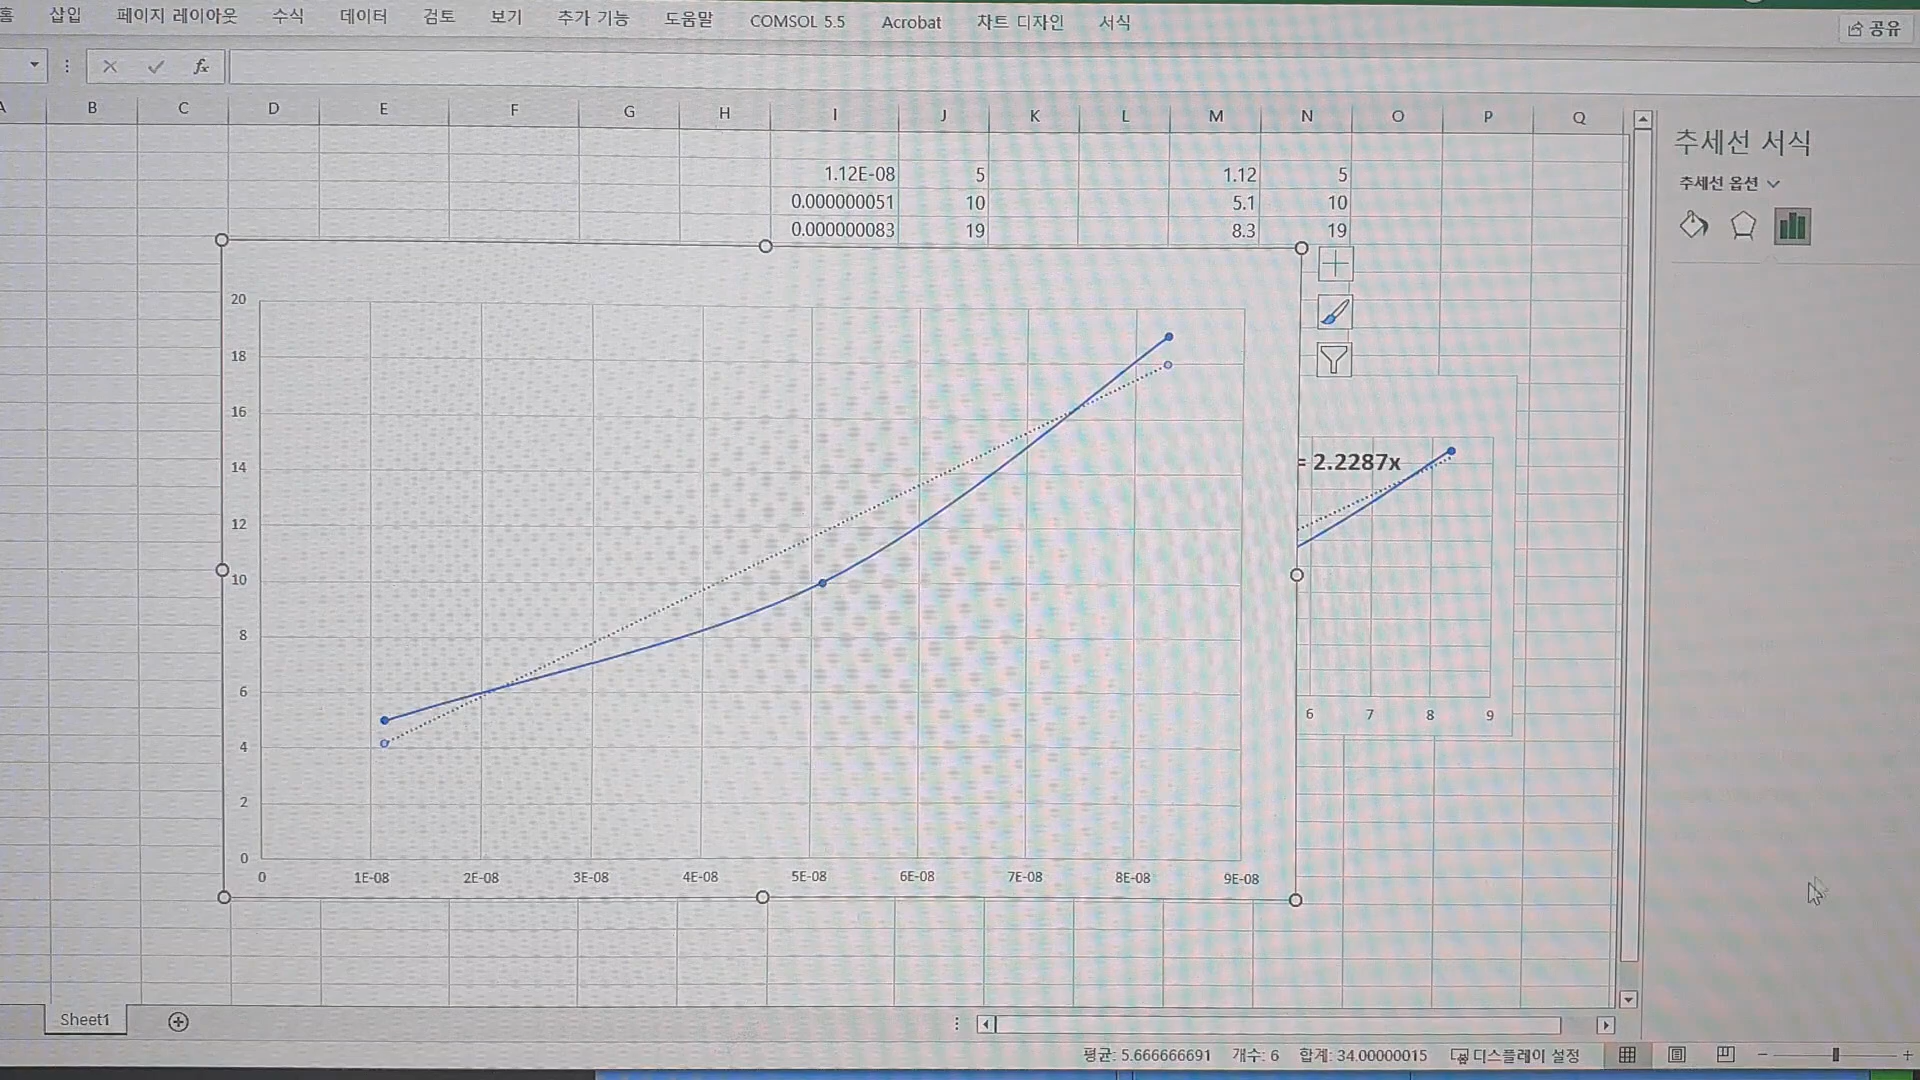 홈 삽입 페이지 레이아웃 수식 데이터 검토 보기 추가 기능 도움말 COMSOL 5.5 Acrobat 차트 디자인 서식 공유
fx
A B C D E F G H I J K L M N O P Q
추세선 서식
추세선 옵션
1.12E-08 5 1.12 5
0.000000051 10 5.1 10
0.000000083 19 8.3 19
20
18
16
14
12
10
8
6
4
2
0
0 1E-08 2E-08 3E-08 4E-08 5E-08 6E-08 7E-08 8E-08 9E-08
= 2.2287x
6 7 8 9
Sheet1
평균: 5.666666691 개수: 6 합계: 34.00000015 디스플레이 설정